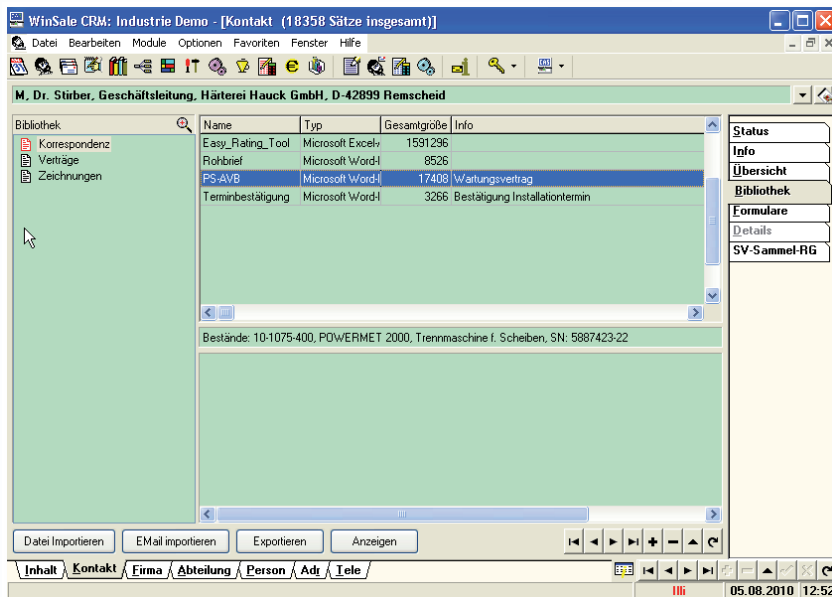 WinSale CRM: Industrie Demo - [Kontakt (18358 Sätze insgesamt)]
Datei Bearbeiten Module Optionen Favoriten Fenster Hilfe
M, Dr. Stirber, Geschäftsleitung, Härterei Hauck GmbH, D-42899 Remscheid
Bibliothek
Korrespondenz
Verträge
Zeichnungen
Name Typ Gesamtgröße Info
Easy_Rating_Tool Microsoft Excel- 1591296
Rohbrief Microsoft Word-I 8526
PS-AVB Microsoft Word-I 17408 Wartungsvertrag
Terminbestätigung Microsoft Word-I 3266 Bestätigung Installationtermin
Bestände: 10-1075-400, POWERMET 2000, Trennmaschine f. Scheiben, SN: 5887423-22
Status
Info
Übersicht
Bibliothek
Formulare
Details
SV-Sammel-RG
Datei Importieren EMail importieren Exportieren Anzeigen
Inhalt Kontakt Firma Abteilung Person Adr Tele
Illi 05.08.2010 12:52